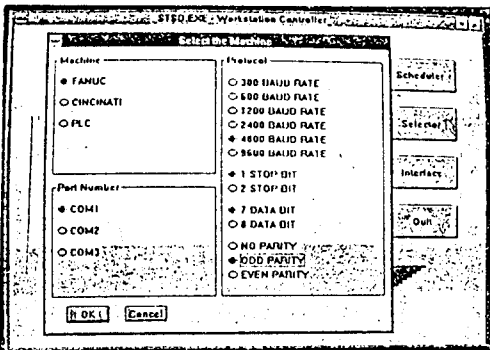 STSD.EXE - Workstation Controller
Select the Machine
Machine
FANUC
CINCINATI
PLC
Port Number
COM1
COM2
COM3
Protocol
300 BAUD RATE
600 BAUD RATE
1200 BAUD RATE
2400 BAUD RATE
4800 BAUD RATE
9600 BAUD RATE
1 STOP BIT
2 STOP BIT
7 DATA BIT
8 DATA BIT
NO PARITY
ODD PARITY
EVEN PARITY
OK
Cancel
Scheduler
Selector
Interface
Quit